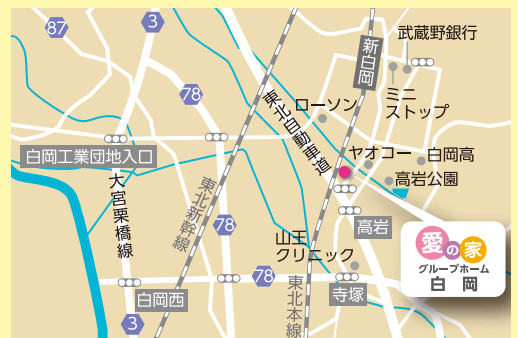 87
3
武蔵野銀行
新白岡
78
ミニ
ストップ
東北自動車道
ローソン
ヤオコー
白岡高
白岡工業団地入口
高岩公園
大宮栗橋線
東北新幹線
78
高岩
山王
クリニック
愛の家
グループホーム
白岡
78
白岡西
寺塚
東北本線
3